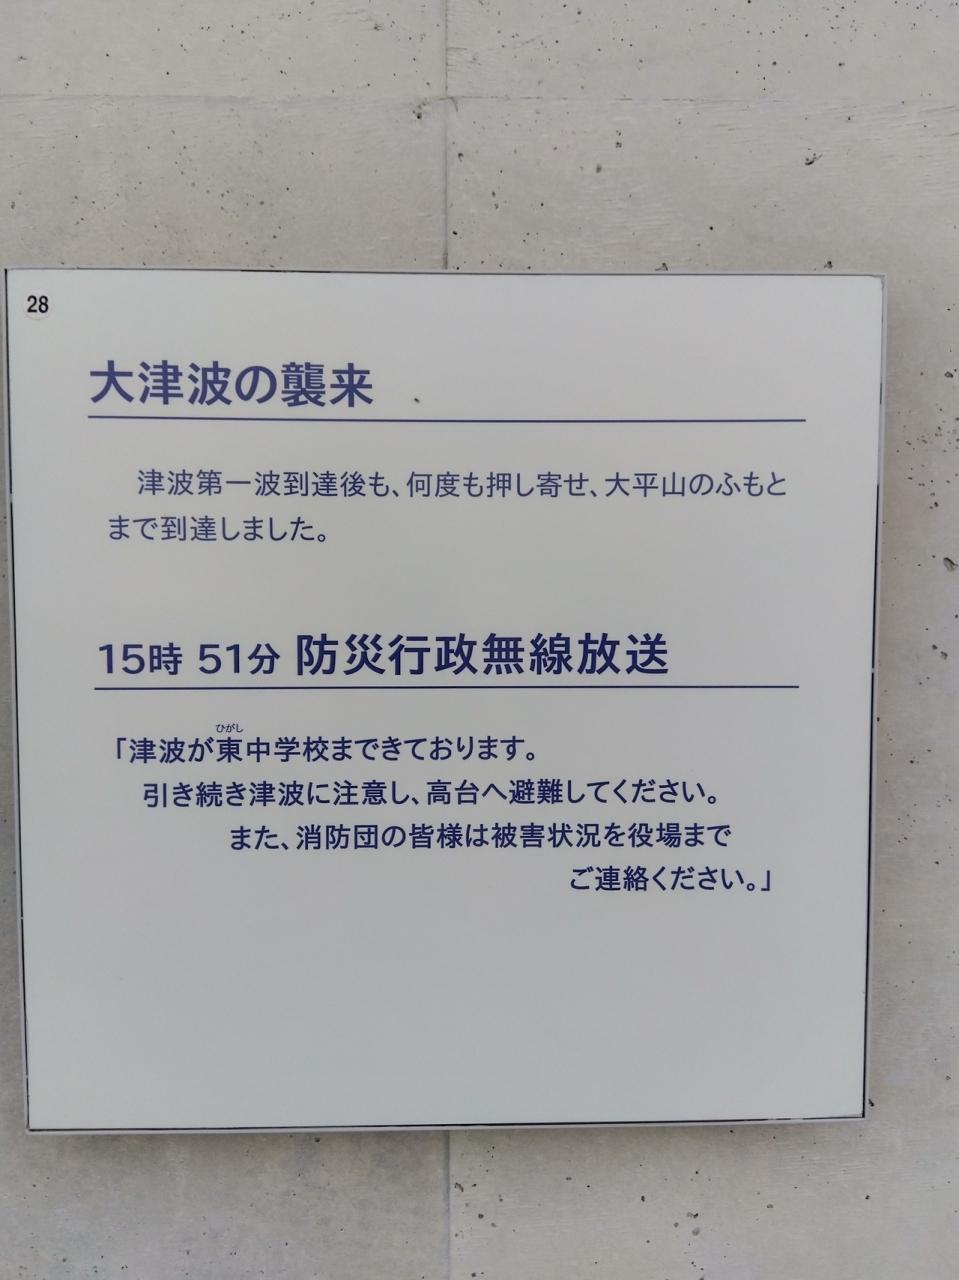 28
大津波の襲来
津波第一波到達後も、何度も押し寄せ、大平山のふもと
まで到達しました。
15時 51分 防災行政無線放送
ひがし
「津波が東中学校まできております。
引き続き津波に注意し、高台へ避難してください。
また、消防団の皆様は被害状況を役場まで
ご連絡ください。」